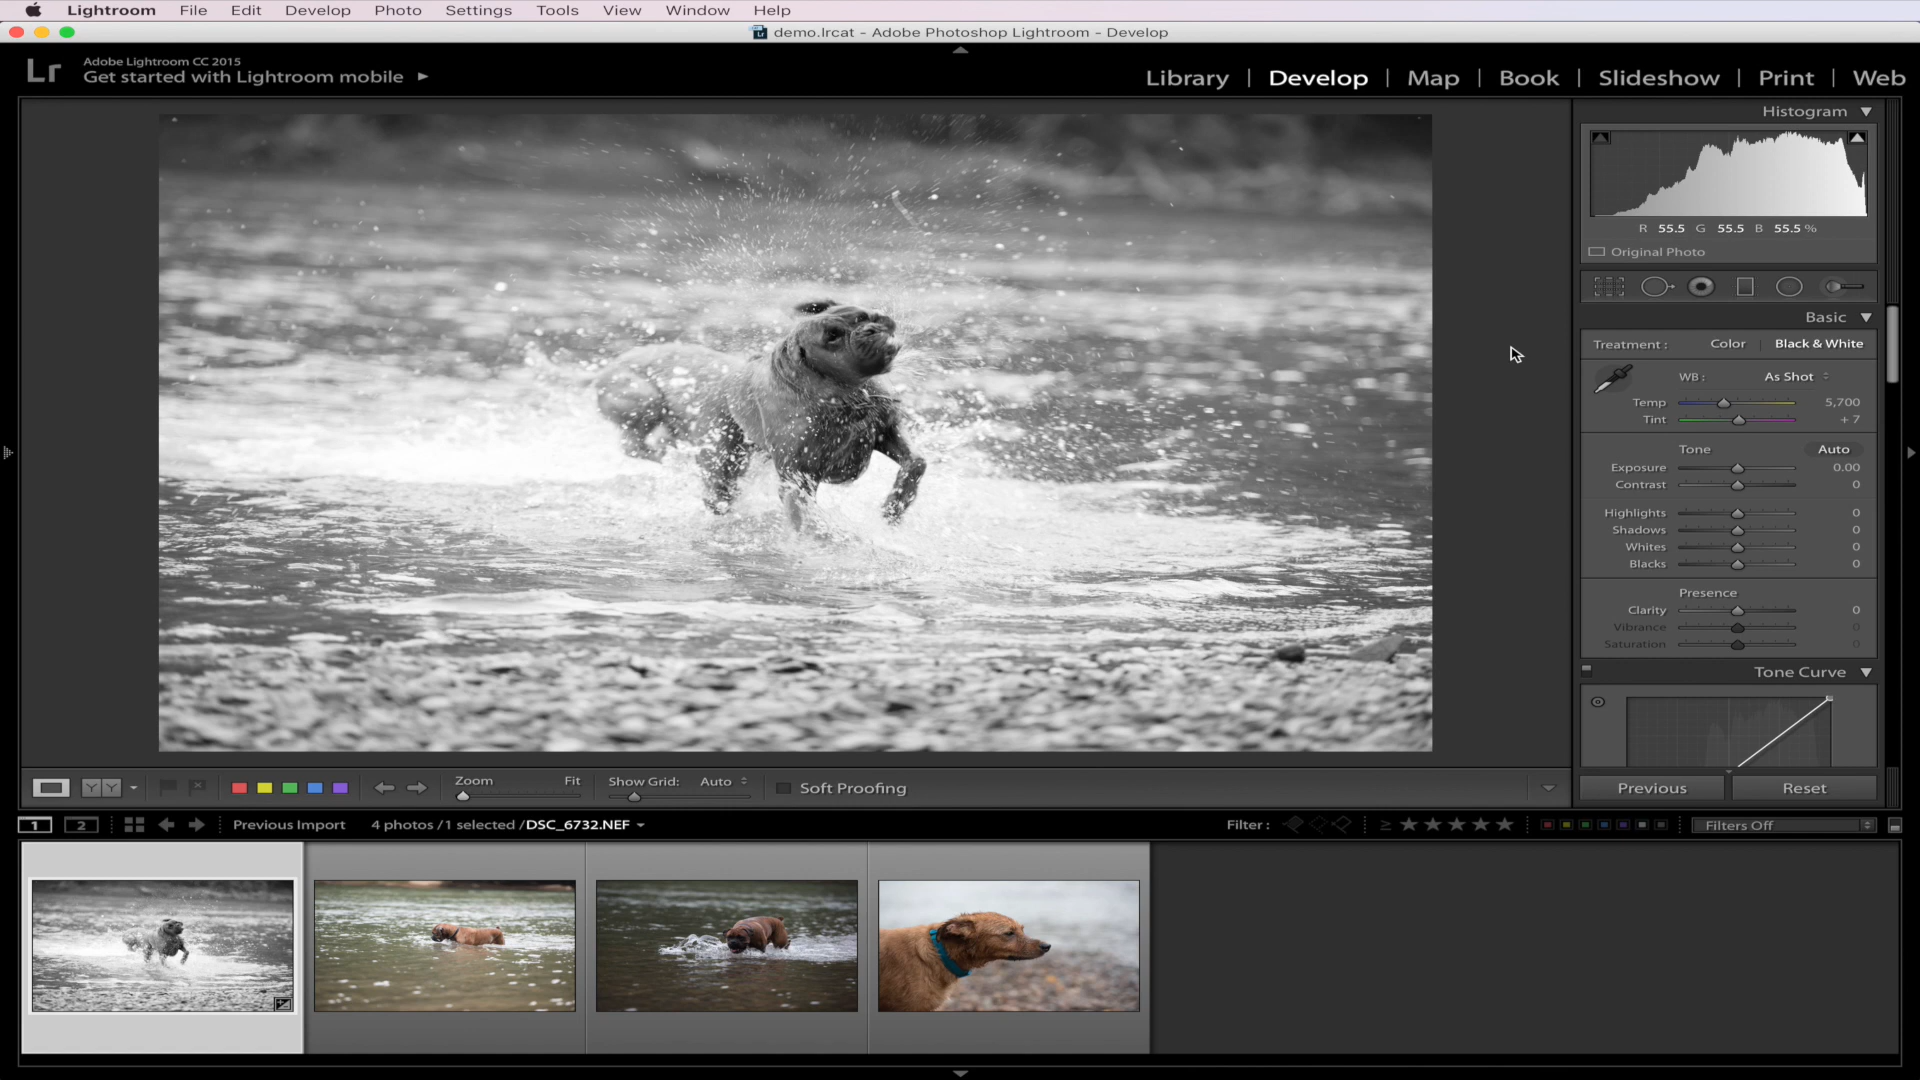 Lightroom File Edit Develop Photo Settings Tools View Window Help
Lr demo.lrcat - Adobe Photoshop Lightroom - Develop
Lr
Adobe Lightroom CC 2015
Get started with Lightroom mobile ▶
Library | Develop | Map | Book | Slideshow | Print | Web
Histogram
R 55.5 G 55.5 B 55.5 %
Original Photo
Basic
Treatment : Color | Black & White
WB : As Shot
Temp 5,700
Tint + 7
Tone Auto
Exposure 0.00
Contrast 0
Highlights 0
Shadows 0
Whites 0
Blacks 0
Presence
Clarity 0
Vibrance 0
Saturation 0
Tone Curve
Previous Reset
YY Zoom Fit Show Grid: Auto Soft Proofing
1 2 Previous Import 4 photos /1 selected /DSC_6732.NEF Filter : ≥ ★★★★★ Filters Off